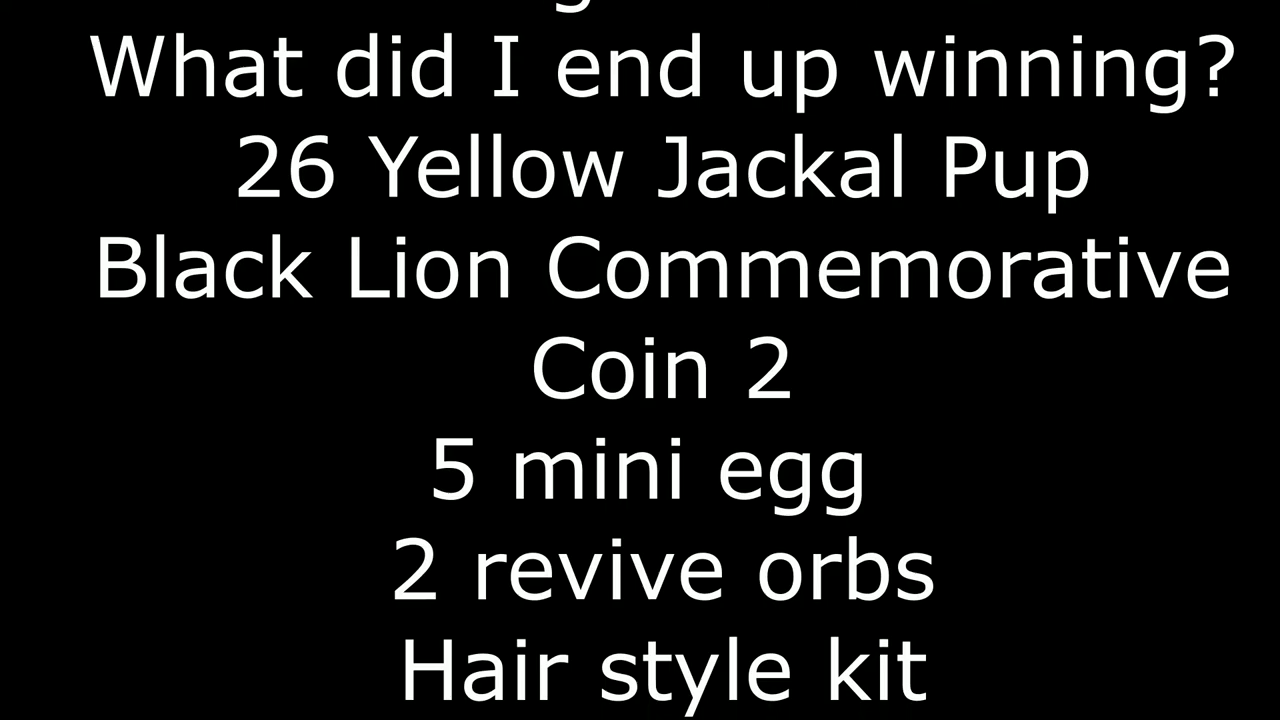 What did I end up winning?
26 Yellow Jackal Pup
Black Lion Commemorative
Coin 2
5 mini egg
2 revive orbs
Hair style kit